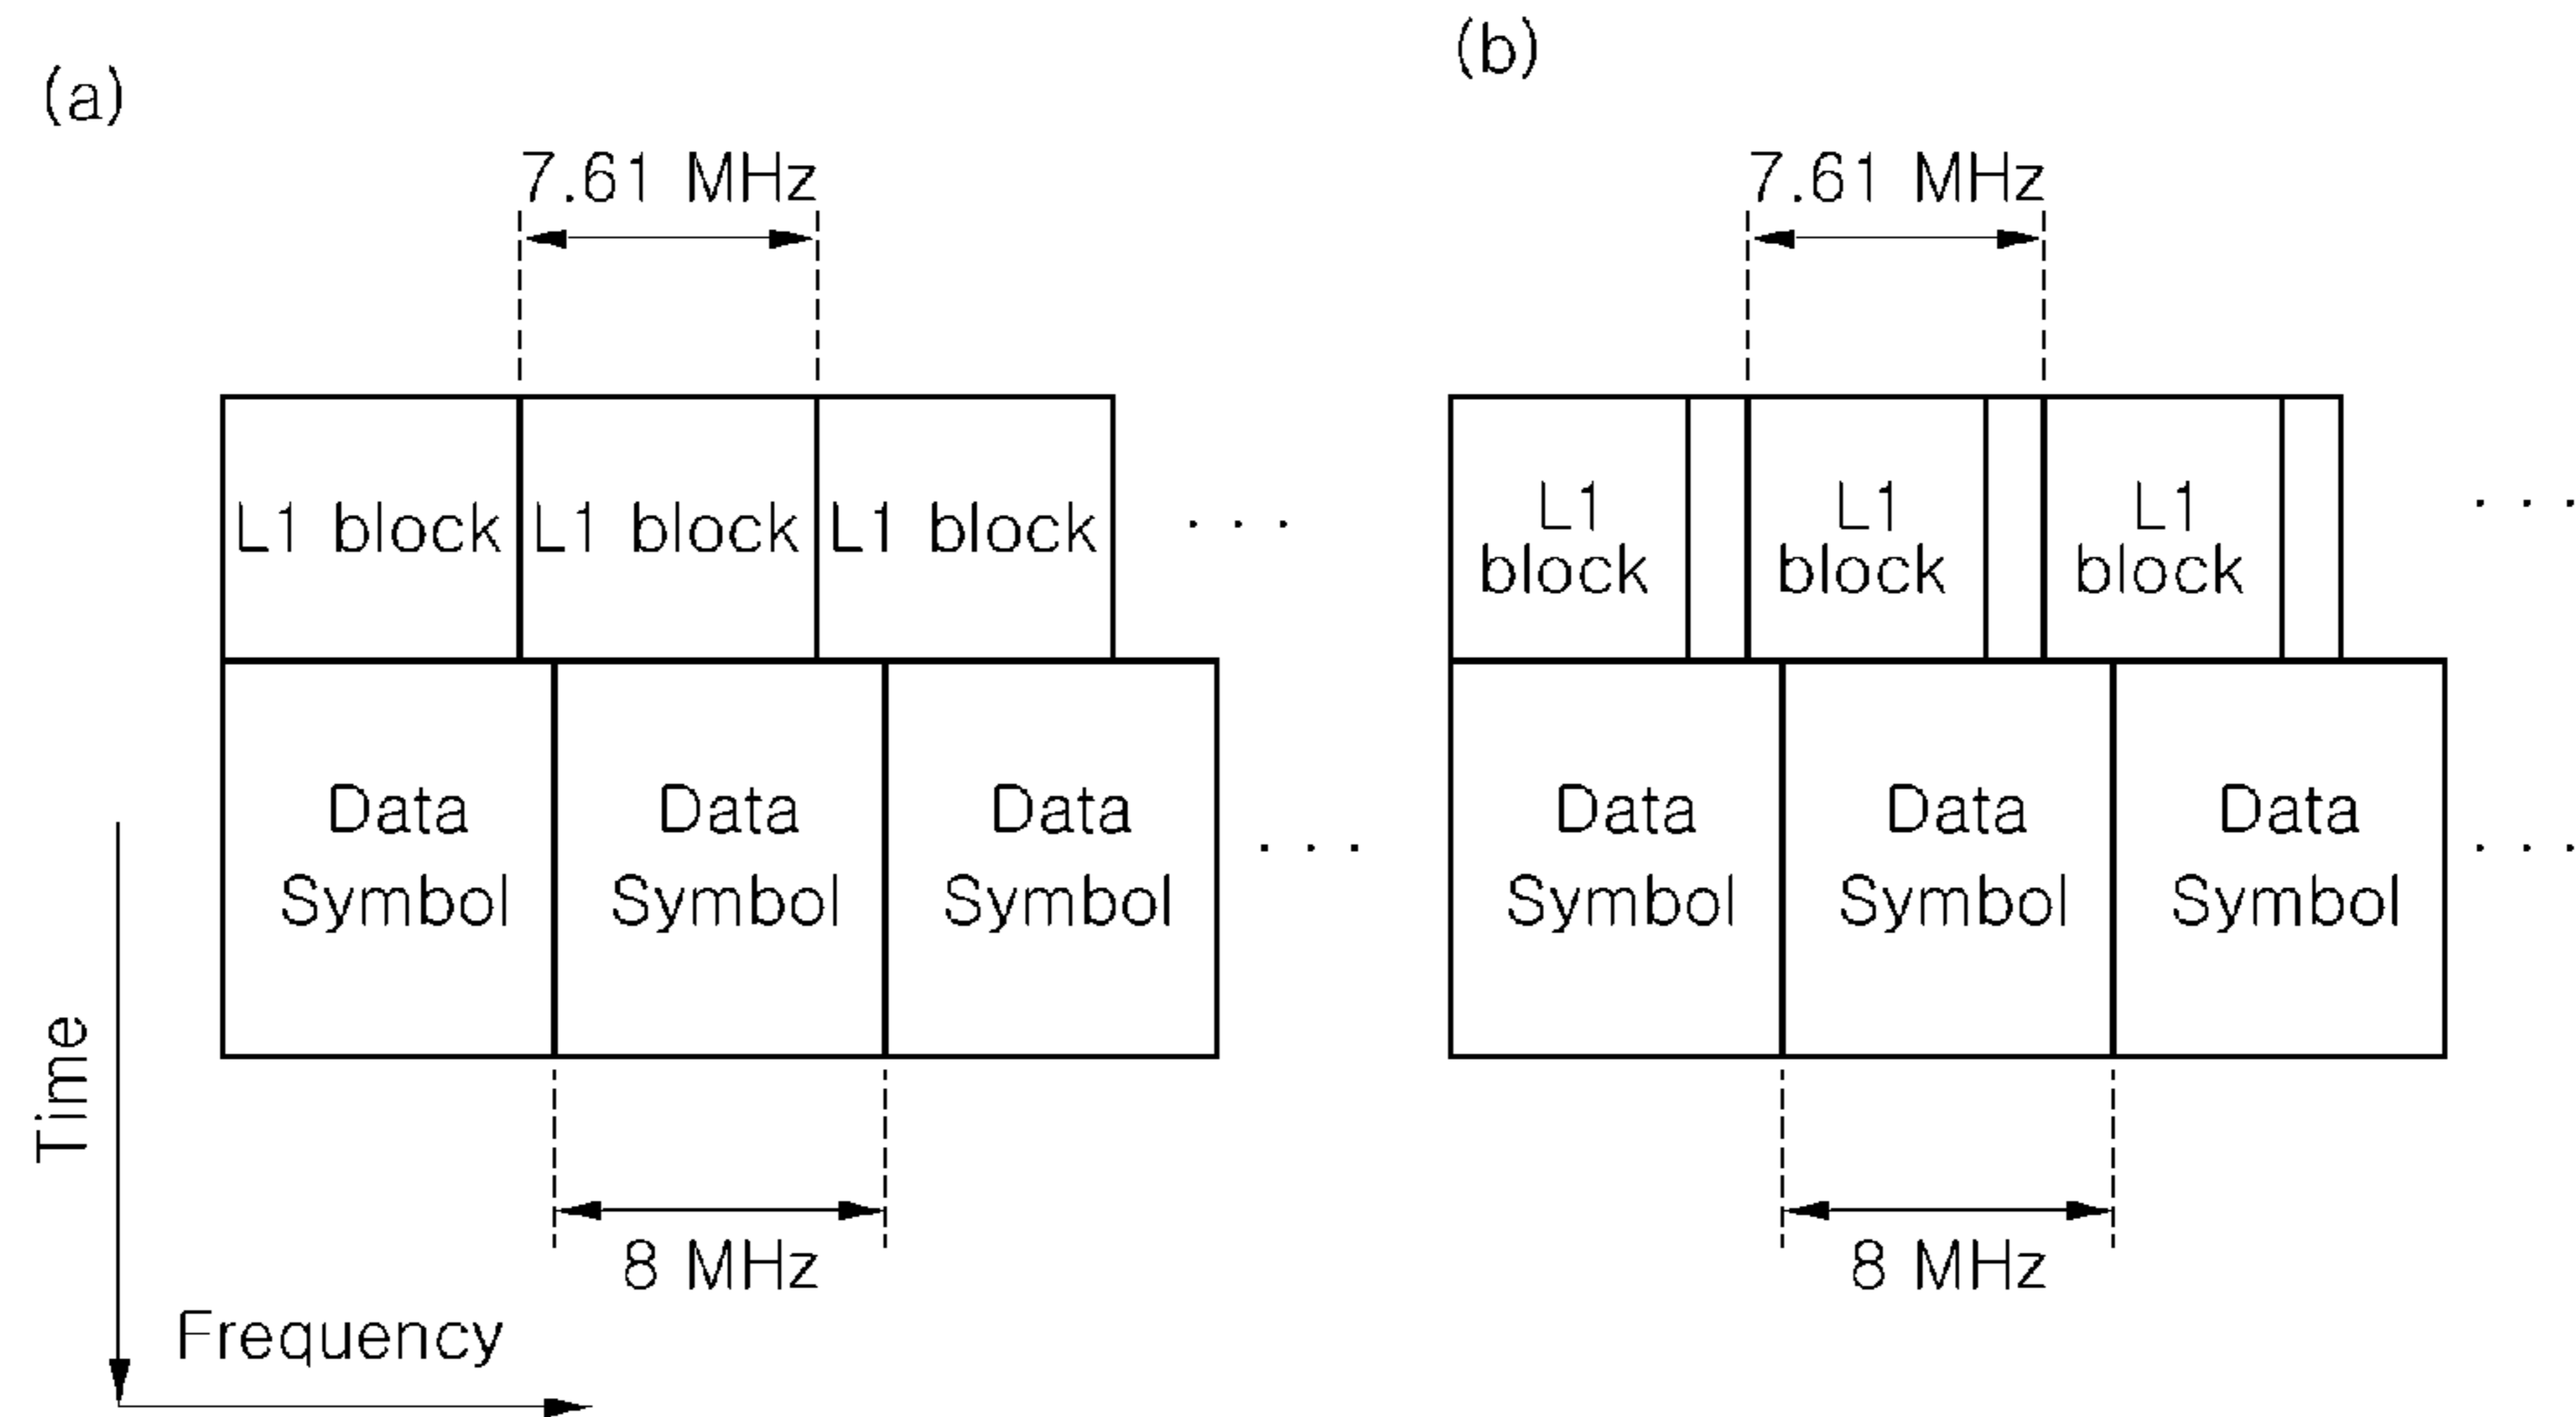 (a)
7.61 MHz
L1 block L1 block L1 block . . .
Data Data Data
Symbol Symbol Symbol . . .
8 MHz
Time
Frequency
(b)
7.61 MHz
L1 L1 L1
block block block . . .
Data Data Data
Symbol Symbol Symbol . . .
8 MHz